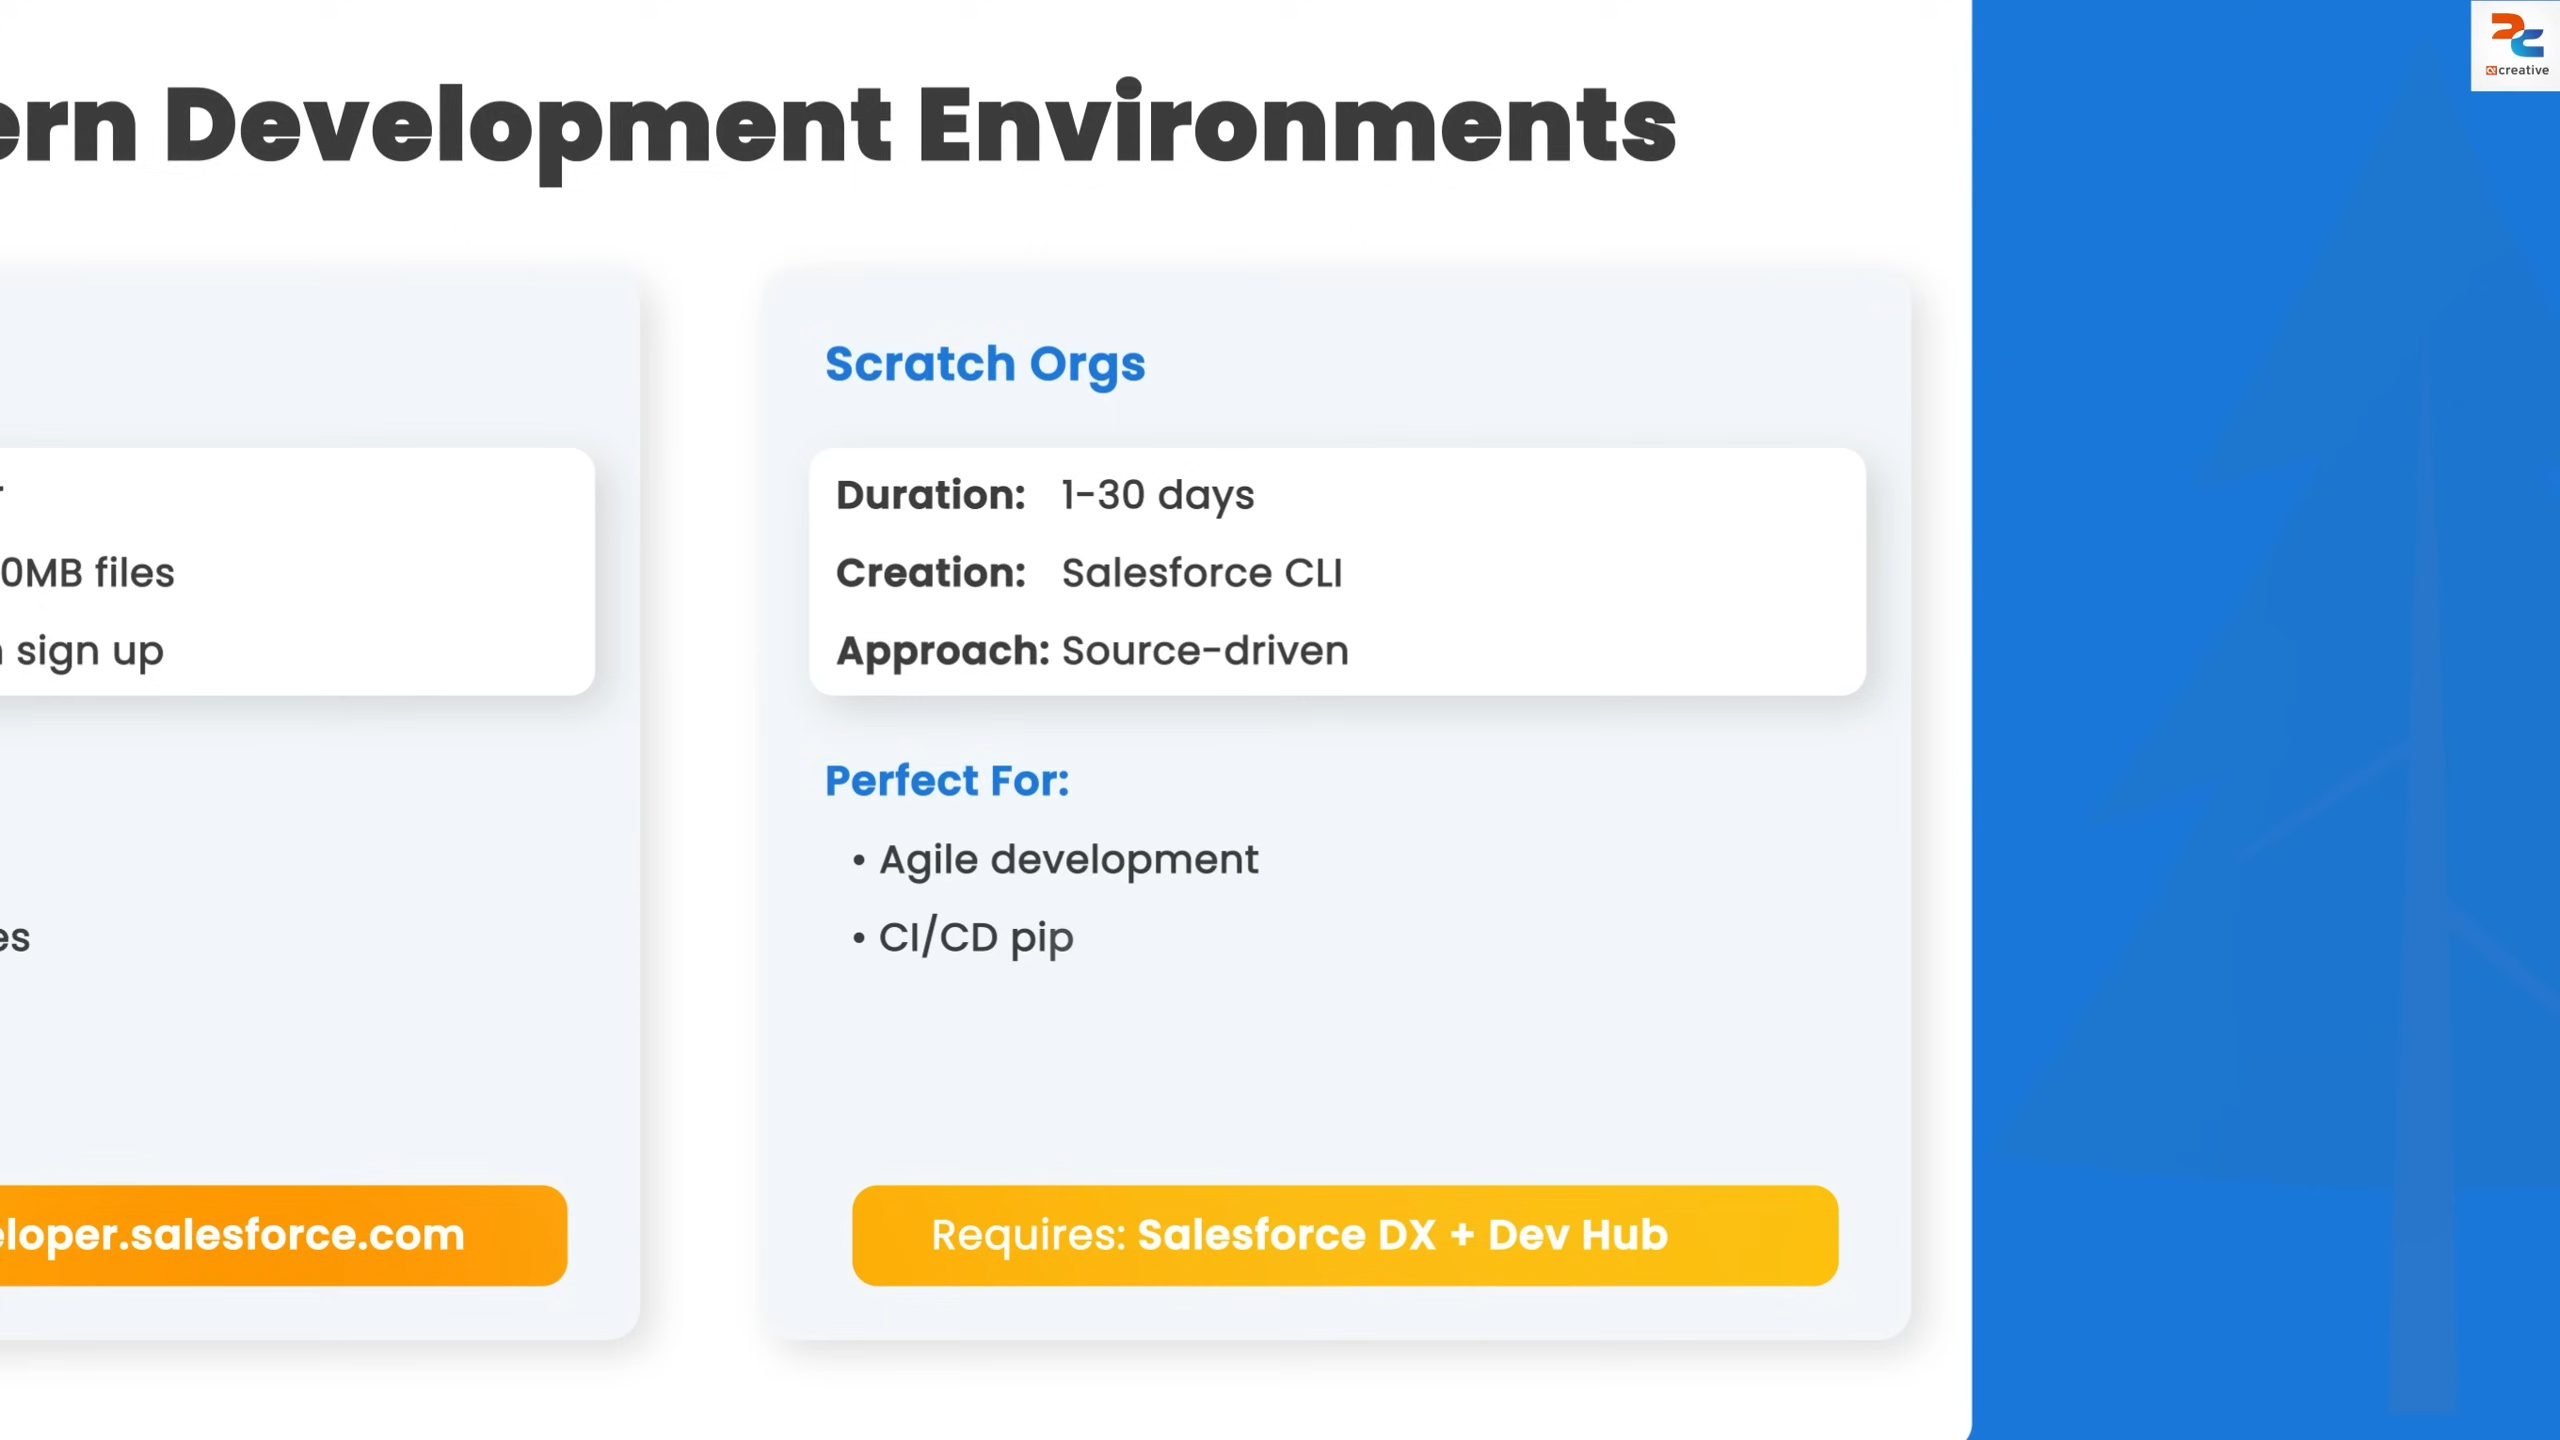 ern Development Environments
creative
0MB files
sign up
es
eloper.salesforce.com
Scratch Orgs
Duration: 1-30 days
Creation: Salesforce CLI
Approach: Source-driven
Perfect For:
• Agile development
• CI/CD pip
Requires: Salesforce DX + Dev Hub